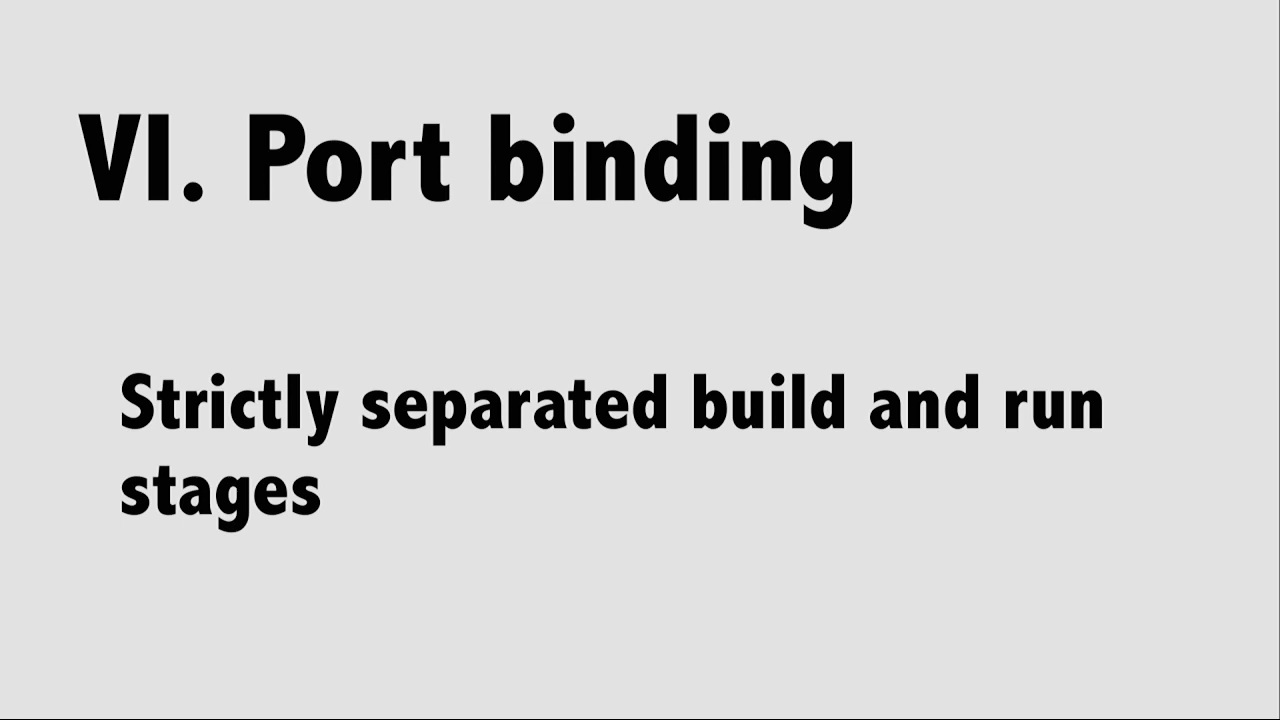 VI. Port binding
Strictly separated build and run
stages